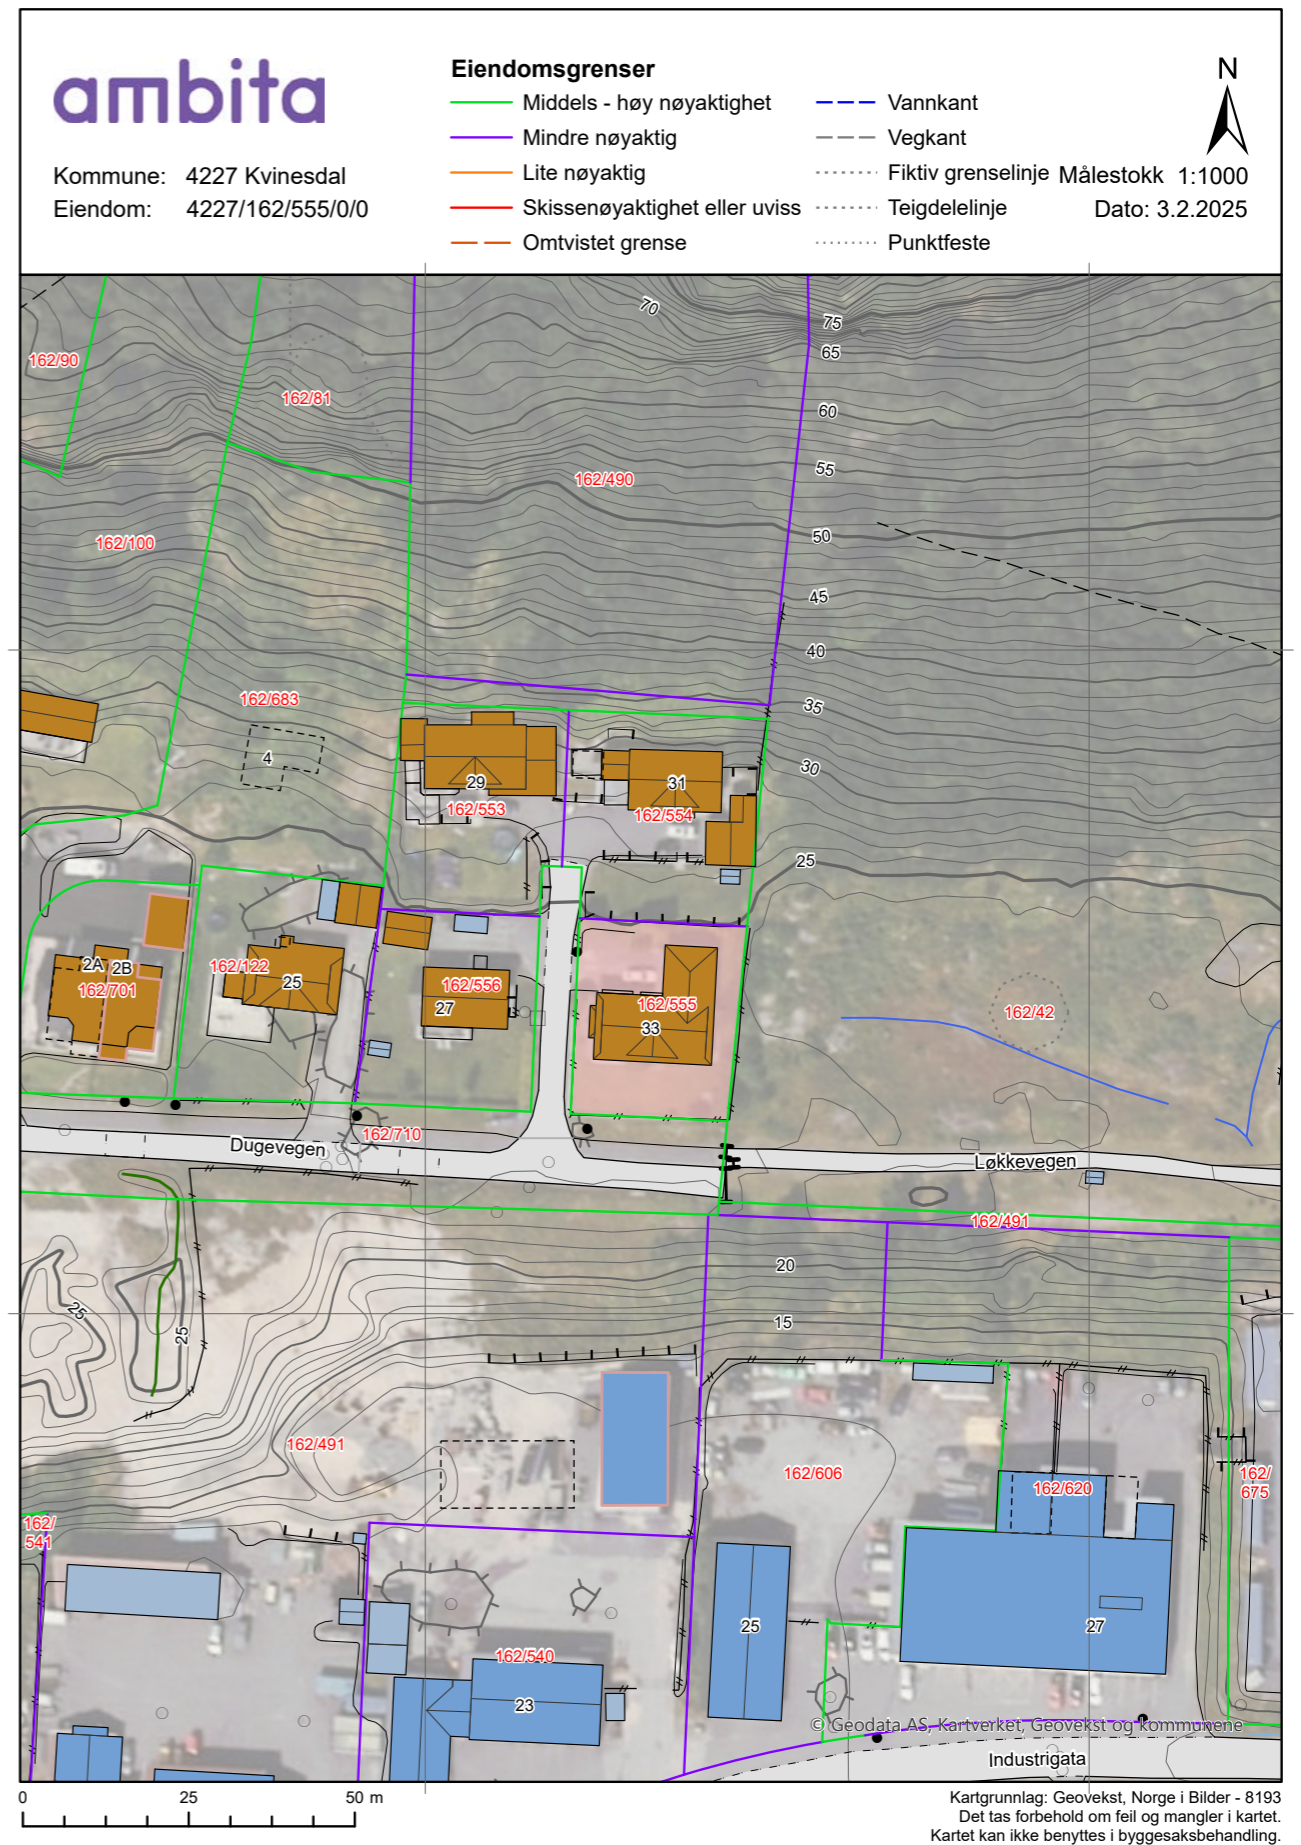 ambita
Kommune: 4227 Kvinesdal
Eiendom: 4227/162/555/0/0
Eiendomsgrenser
Middels - høy nøyaktighet
Mindre nøyaktig
Lite nøyaktig
Skissenøyaktighet eller uviss
Omtvistet grense
Vannkant
Vegkant
Fiktiv grenselinje
Teigdelelinje
Punktfeste
N
Målestokk 1:1000
Dato: 3.2.2025
70
75
65
162/90
162/81
60
55
162/490
50
162/100
45
40
162/683
35
4
30
29
31
162/553
162/554
25
2A
2B
162/701
162/122
25
162/556
27
162/555
33
162/42
162/710
Dugevegen
Løkkevegen
162/491
20
25
25
15
162/491
162/606
162/620
162/
675
162/
541
25
27
162/540
23
© Geodata AS, Kartverket, Geovekst og kommunene
Industrigata
0 25 50 m
Kartgrunnlag: Geovekst, Norge i Bilder - 8193
Det tas forbehold om feil og mangler i kartet.
Kartet kan ikke benyttes i byggesaksbehandling.